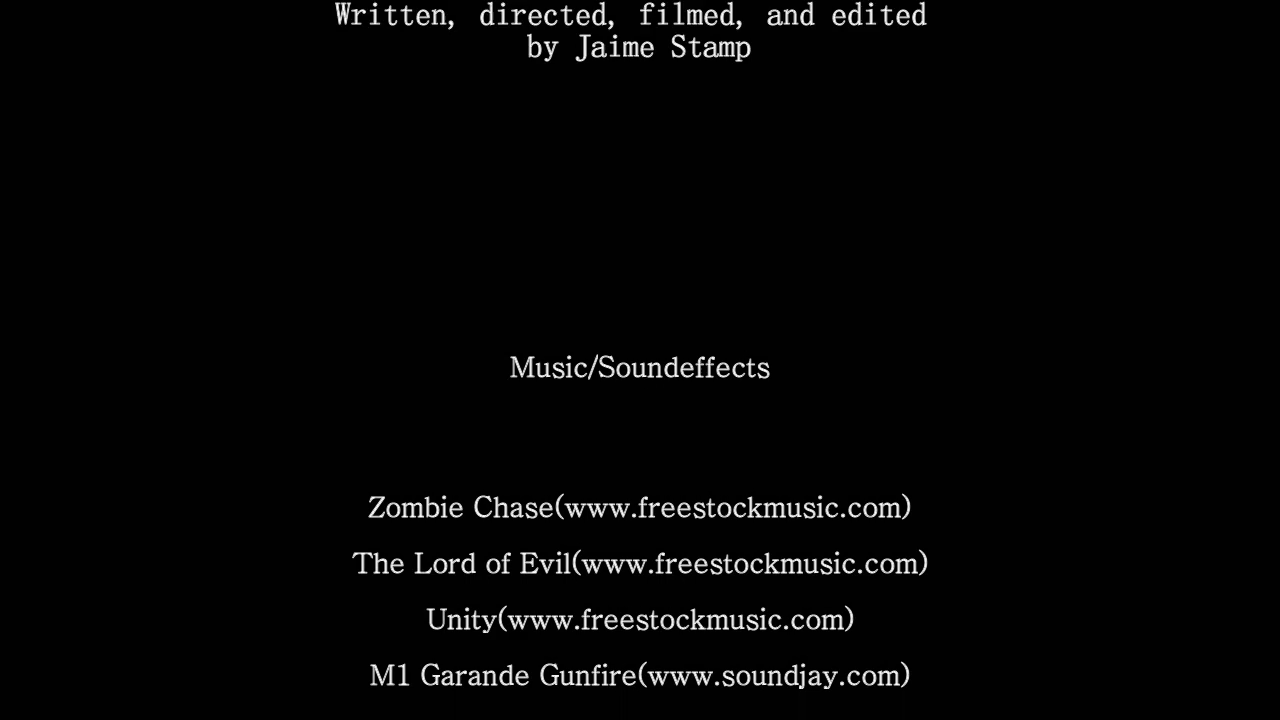 Written, directed, filmed, and edited
by Jaime Stamp
Music/Soundeffects
Zombie Chase(www.freestockmusic.com)
The Lord of Evil(www.freestockmusic.com)
Unity(www.freestockmusic.com)
M1 Garande Gunfire(www.soundjay.com)